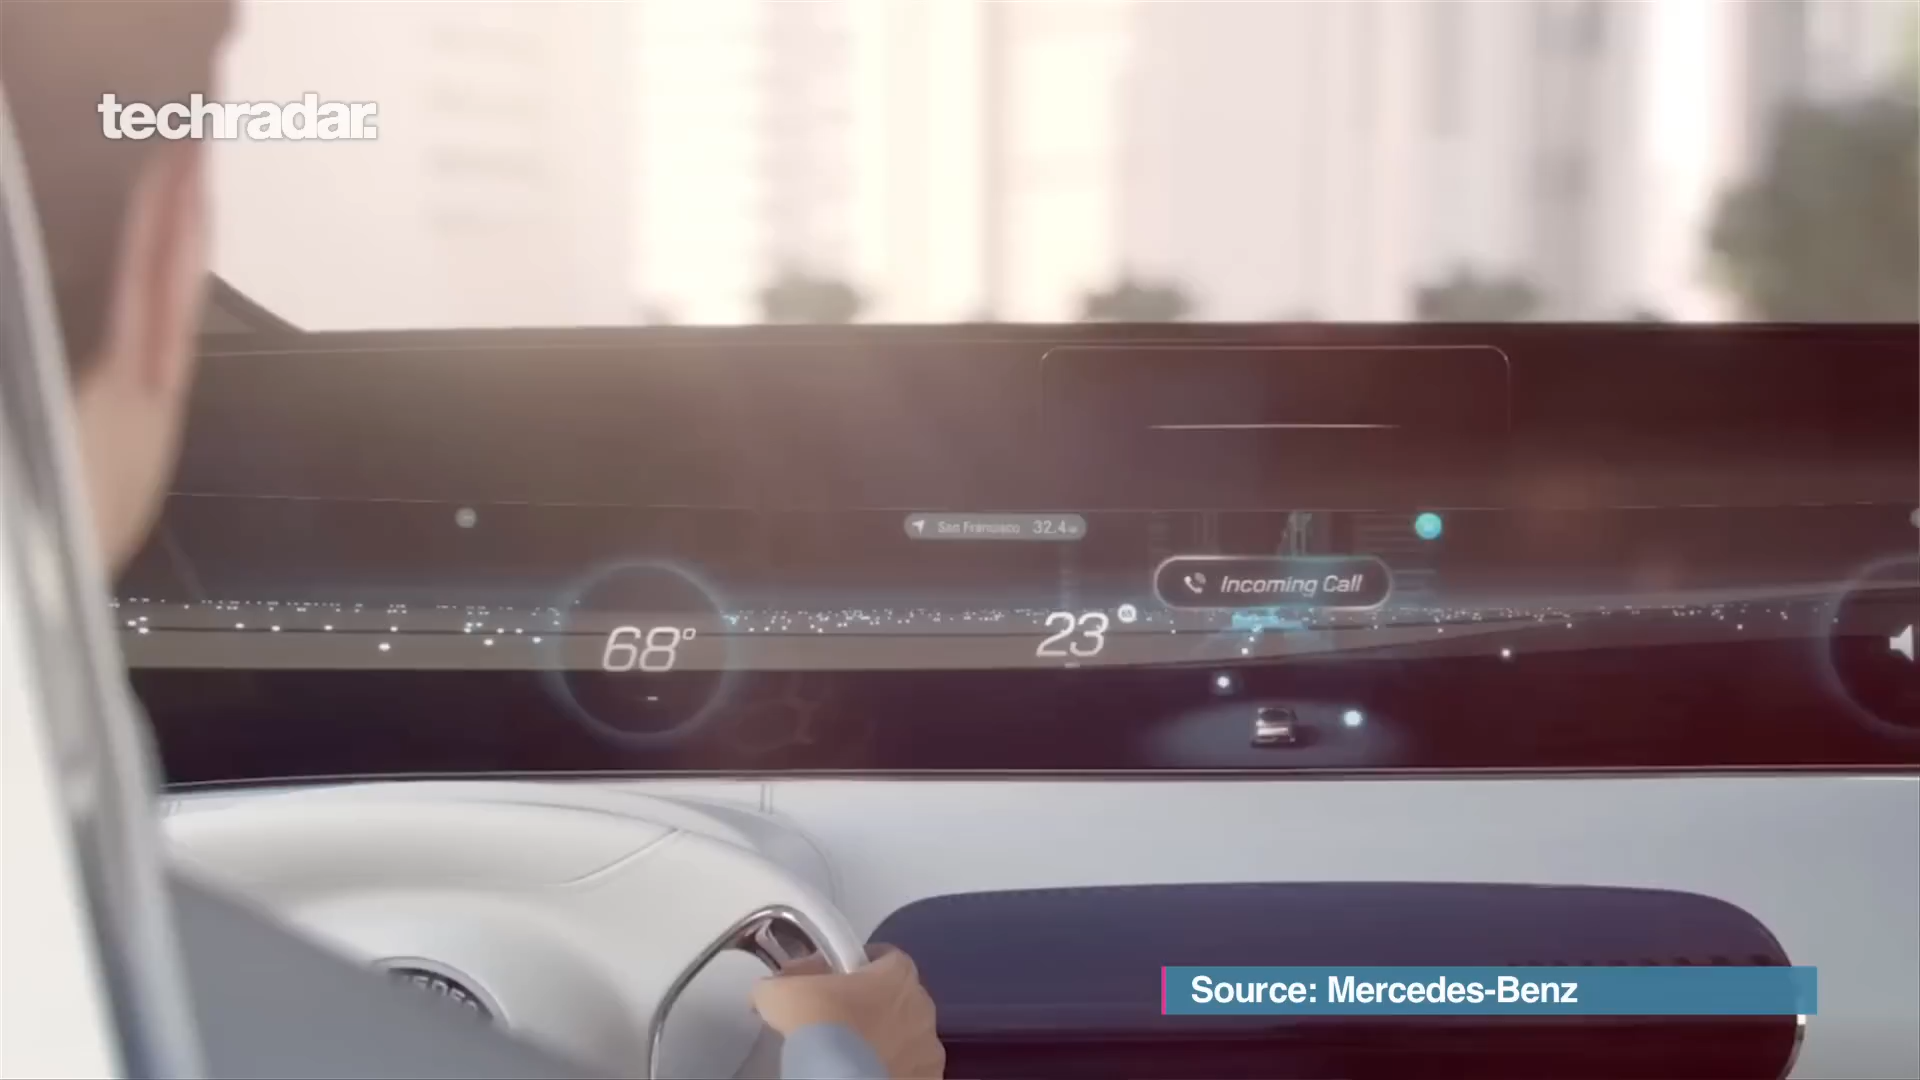 techradar.
San Francisco 32.4
Incoming Call
68°
23
Source: Mercedes-Benz